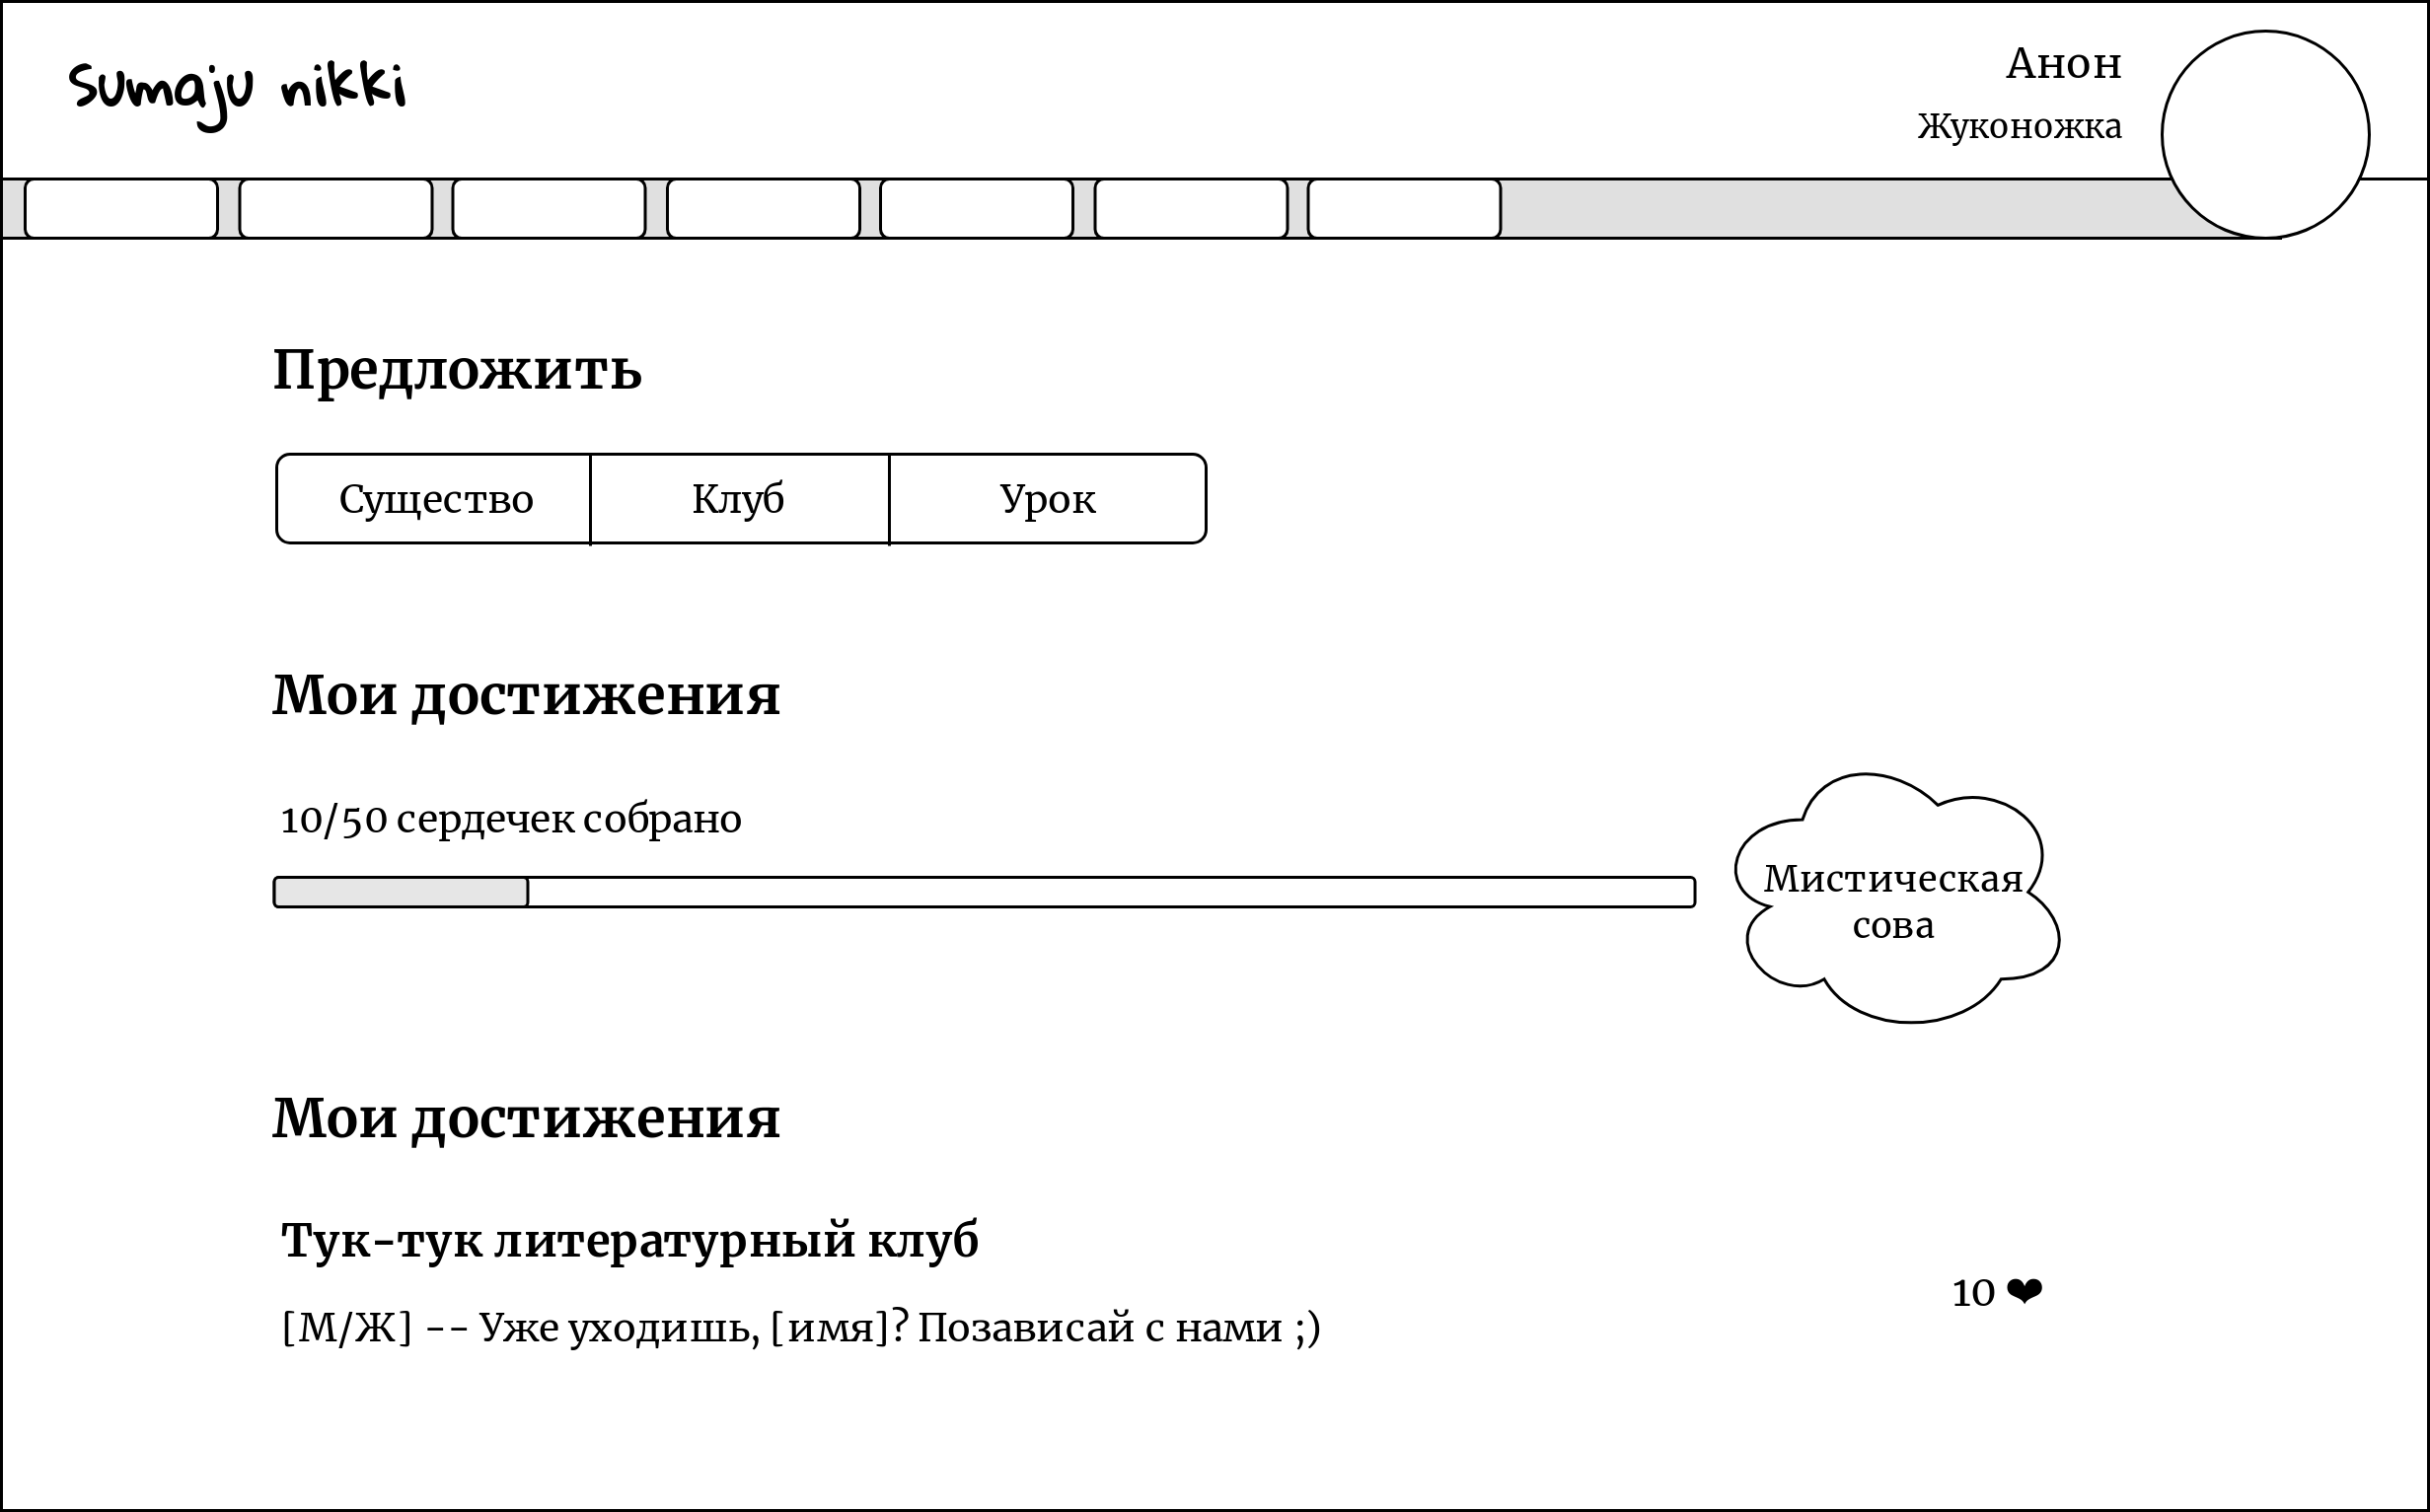 Sumaju nikki
Анон
Жуконожка
Предложить
Существо
Клуб
Урок
Мои достижения
10/50 сердечек собрано
Мистическая
сова
Мои достижения
Тук-тук литературный клуб
[М/Ж] -- Уже уходишь, [имя]? Позависай с нами ;)
10 ❤